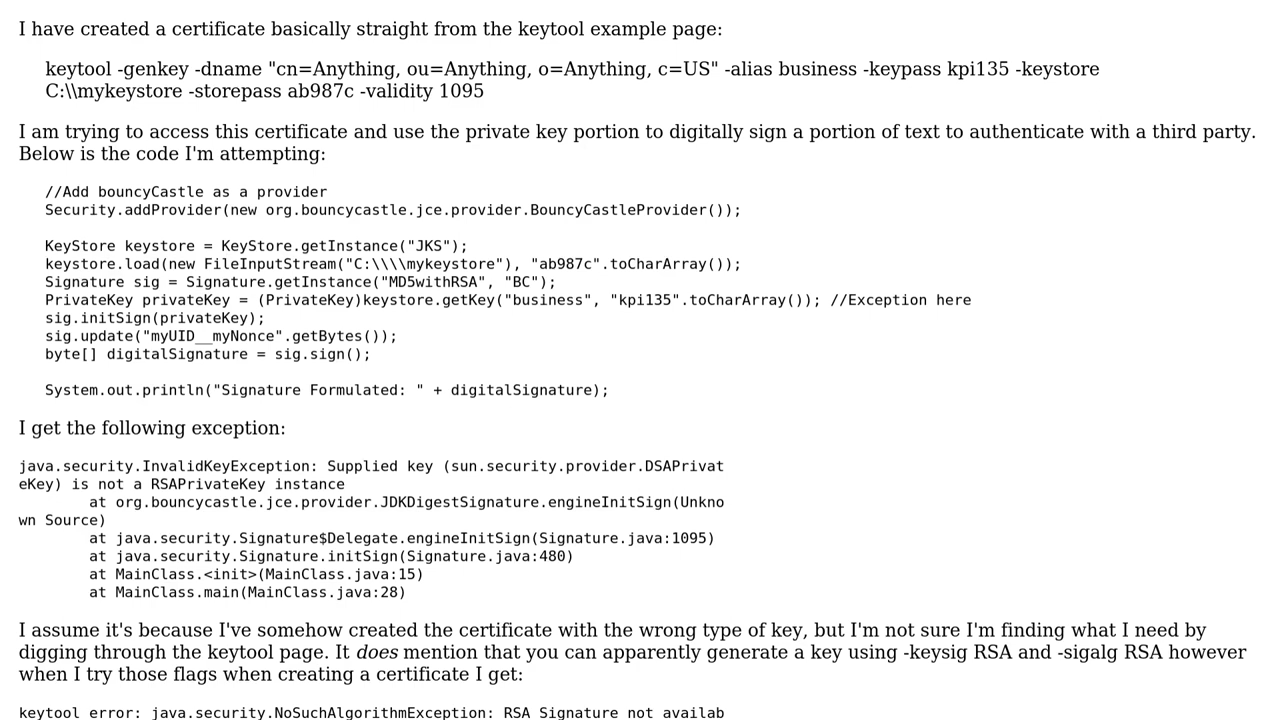 I have created a certificate basically straight from the keytool example page:
keytool -genkey -dname "cn=Anything, ou=Anything, o=Anything, c=US" -alias business -keypass kpi135 -keystore
C:\\mykeystore -storepass ab987c -validity 1095
I am trying to access this certificate and use the private key portion to digitally sign a portion of text to authenticate with a third party.
Below is the code I'm attempting:
//Add bouncyCastle as a provider
Security.addProvider(new org.bouncycastle.jce.provider.BouncyCastleProvider());
KeyStore keystore = KeyStore.getInstance("JKS");
keystore.load(new FileInputStream("C:\\\\mykeystore"), "ab987c".toCharArray());
Signature sig = Signature.getInstance("MD5withRSA", "BC");
PrivateKey privateKey = (PrivateKey)keystore.getKey("business", "kpi135".toCharArray()); //Exception here
sig.initSign(privateKey);
sig.update("myUID__myNonce".getBytes());
byte[] digitalSignature = sig.sign();
System.out.println("Signature Formulated: " + digitalSignature);
I get the following exception:
java.security.InvalidKeyException: Supplied key (sun.security.provider.DSAPrivat
eKey) is not a RSAPrivateKey instance
        at org.bouncycastle.jce.provider.JDKDigestSignature.engineInitSign(Unkno
wn Source)
        at java.security.Signature$Delegate.engineInitSign(Signature.java:1095)
        at java.security.Signature.initSign(Signature.java:480)
        at MainClass.<init>(MainClass.java:15)
        at MainClass.main(MainClass.java:28)
I assume it's because I've somehow created the certificate with the wrong type of key, but I'm not sure I'm finding what I need by
digging through the keytool page. It does mention that you can apparently generate a key using -keysig RSA and -sigalg RSA however
when I try those flags when creating a certificate I get:
keytool error: java.security.NoSuchAlgorithmException: RSA Signature not availab